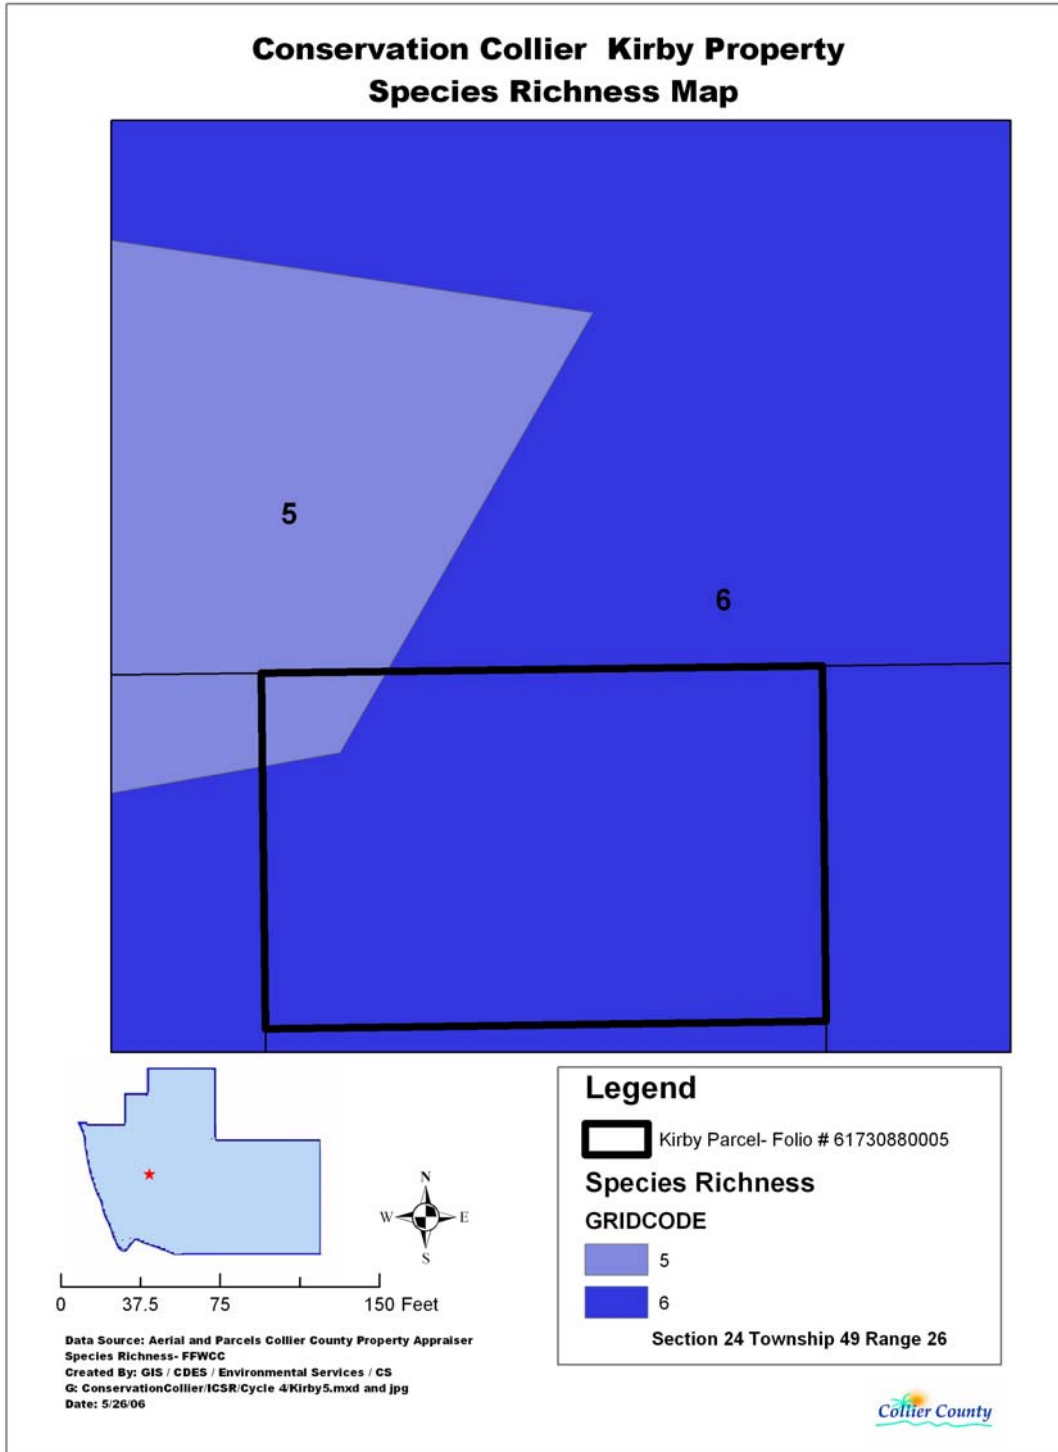 Conservation Collier Kirby Property
Species Richness Map
5
6
Legend
Kirby Parcel- Folio # 61730880005
Species Richness
GRIDCODE
5
6
Section 24 Township 49 Range 26
N
W E
S
0 37.5 75 150 Feet
Data Source: Aerial and Parcels Collier County Property Appraiser
Species Richness- FFWCC
Created By: GIS / CDES / Environmental Services / CS
G: ConservationCollier/ICSR/Cycle 4/Kirby5.mxd and jpg
Date: 5/26/06
Collier County